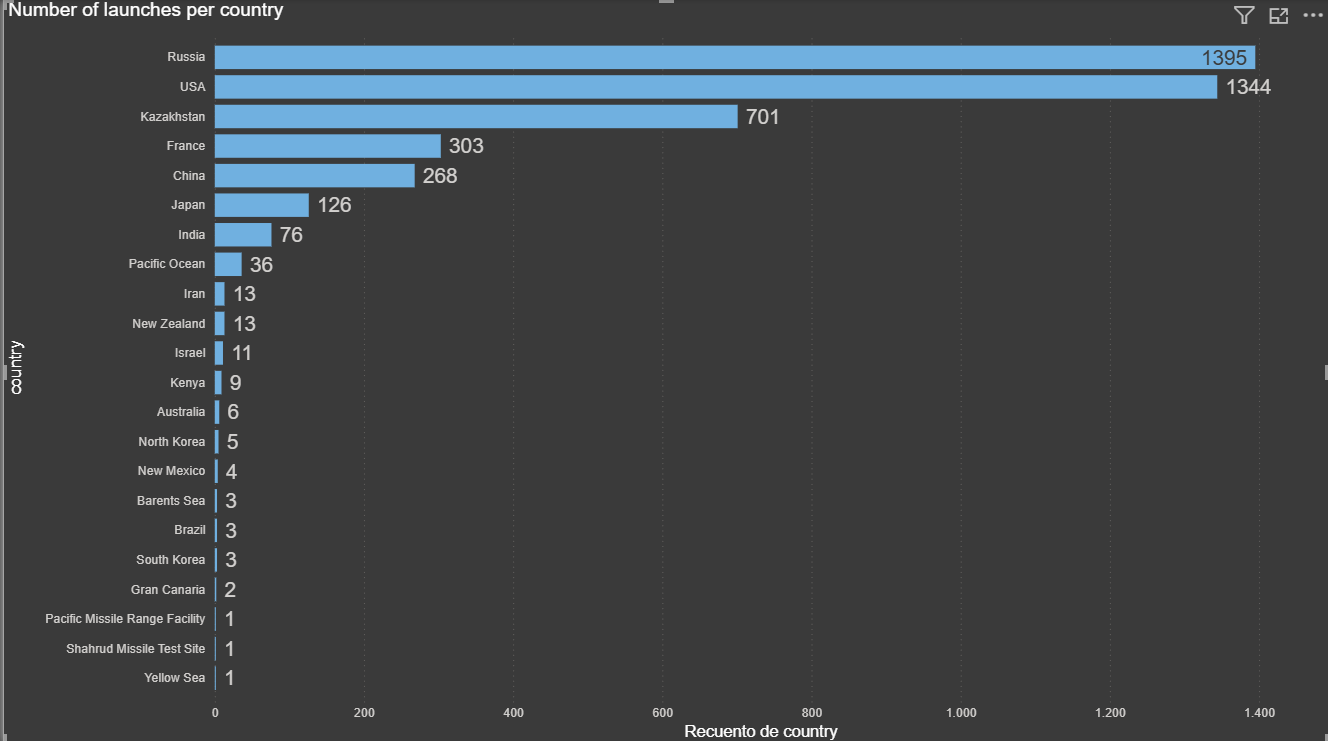 Number of launches per country
Russia 1395
USA 1344
Kazakhstan 701
France 303
China 268
Japan 126
India 76
Pacific Ocean 36
Iran 13
New Zealand 13
Israel 11
Kenya 9
Australia 6
North Korea 5
New Mexico 4
Barents Sea 3
Brazil 3
South Korea 3
Gran Canaria 2
Pacific Missile Range Facility 1
Shahrud Missile Test Site 1
Yellow Sea 1
country
0 200 400 600 800 1.000 1.200 1.400
Recuento de country